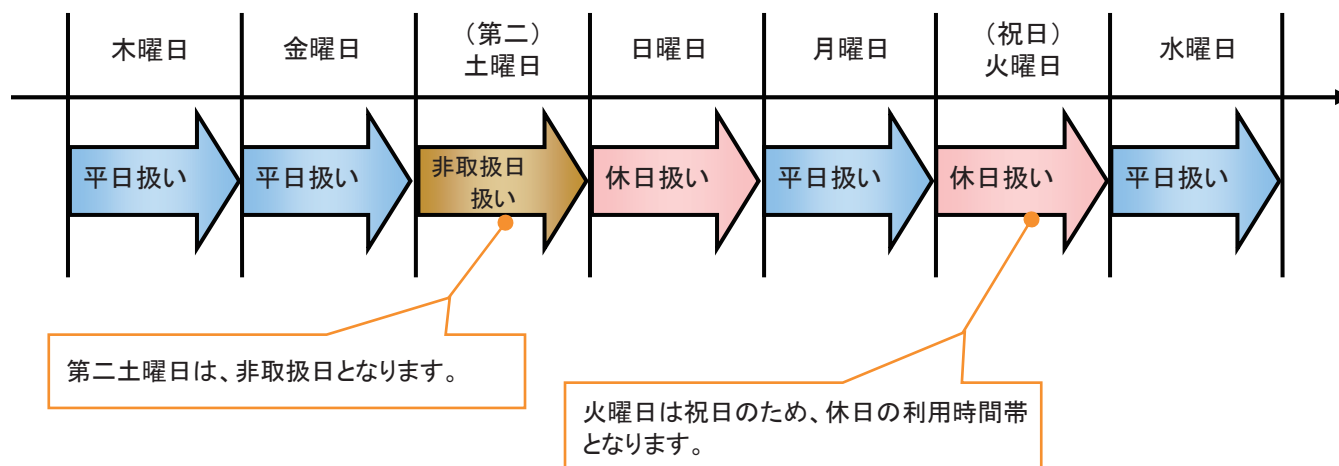 木曜日
金曜日
（第二）
土曜日
日曜日
月曜日
（祝日）
火曜日
水曜日
平日扱い
平日扱い
非取扱日
扱い
休日扱い
平日扱い
休日扱い
平日扱い
第二土曜日は、非取扱日となります。
火曜日は祝日のため、休日の利用時間帯
となります。